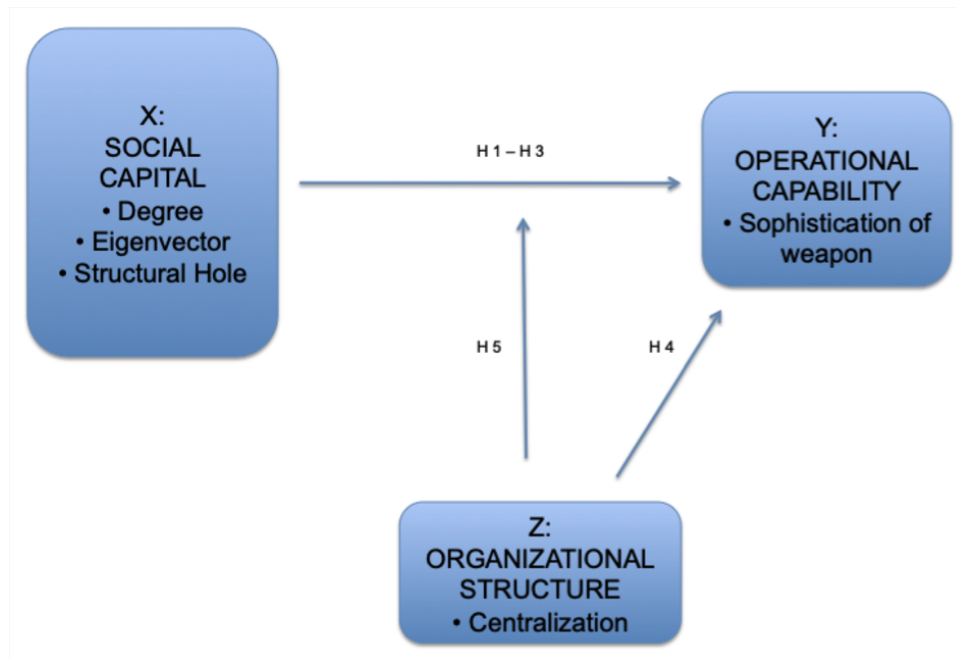 X:
SOCIAL
CAPITAL
• Degree
• Eigenvector
• Structural Hole
H 1 – H 3
Y:
OPERATIONAL
CAPABILITY
• Sophistication of
weapon
H 5
H 4
Z:
ORGANIZATIONAL
STRUCTURE
• Centralization